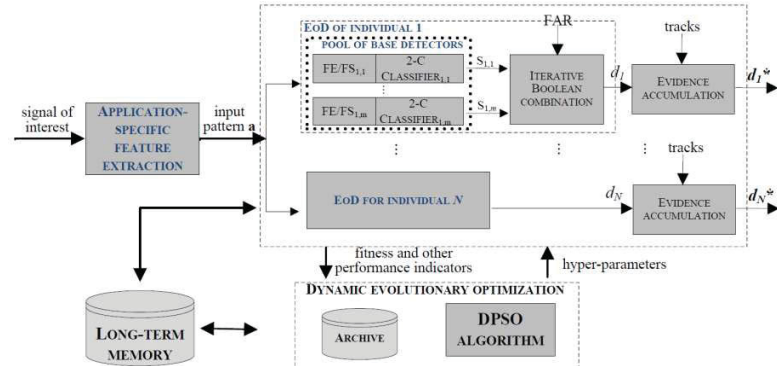 EOD OF INDIVIDUAL 1
FAR
POOL OF BASE DETECTORS
tracks
FE/FS1,1
2-C CLASSIFIER1,1
S1,1
⋮
FE/FS1,m
2-C CLASSIFIER1,m
S1,m
ITERATIVE
BOOLEAN
COMBINATION
d1
EVIDENCE
ACCUMULATION
d1*
signal of
interest
APPLICATION-
SPECIFIC
FEATURE
EXTRACTION
input
pattern a
⋮
⋮
⋮
tracks
EOD FOR INDIVIDUAL N
dN
EVIDENCE
ACCUMULATION
dN*
fitness and other
performance indicators
hyper-parameters
DYNAMIC EVOLUTIONARY OPTIMIZATION
LONG-TERM
MEMORY
ARCHIVE
DPSO
ALGORITHM